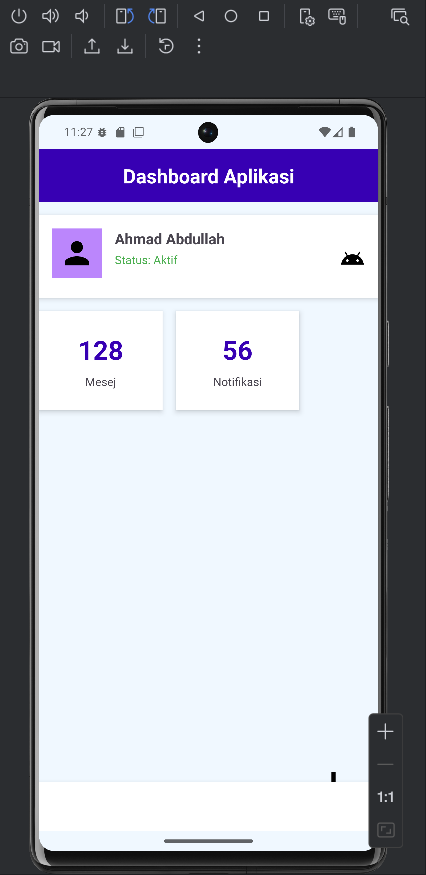 11:27
Dashboard Aplikasi
Ahmad Abdullah
Status: Aktif
128
56
Mesej
Notifikasi
1:1